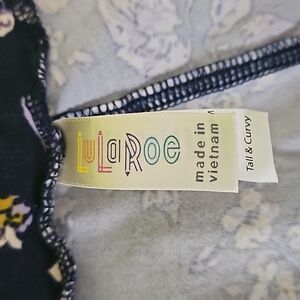 LuLaRoe
made in
vietnam
Tall & Curvy